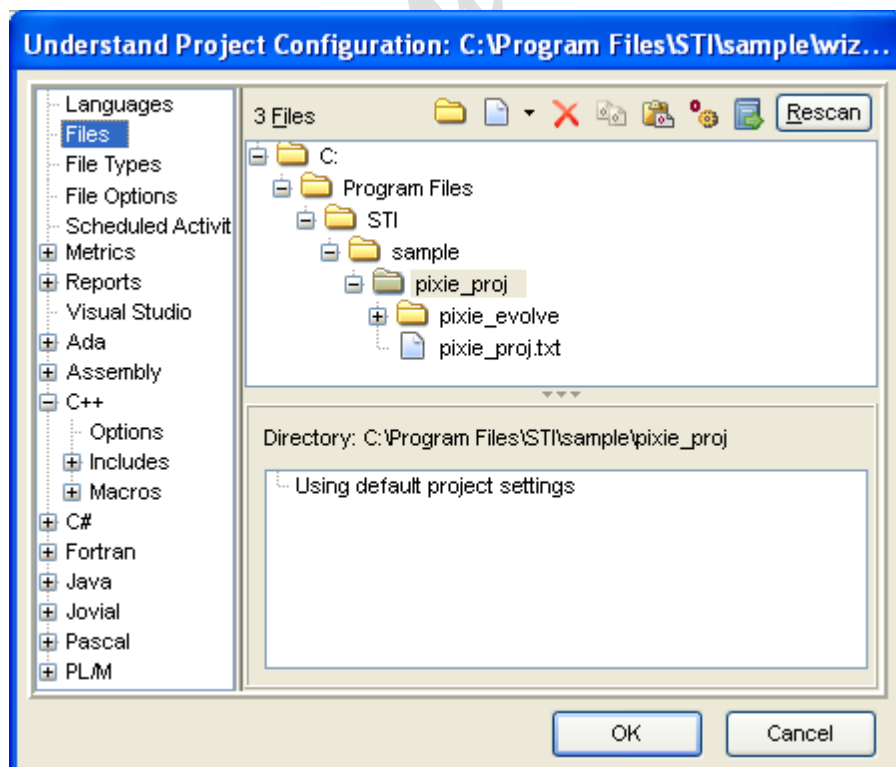 Understand Project Configuration: C:\Program Files\STI\sample\wiz...
Languages
Files
File Types
File Options
Scheduled Activit
Metrics
Reports
Visual Studio
Ada
Assembly
C++
Options
Includes
Macros
C#
Fortran
Java
Jovial
Pascal
PL/M
3 Files
Rescan
C:
Program Files
STI
sample
pixie_proj
pixie_evolve
pixie_proj.txt
Directory: C:\Program Files\STI\sample\pixie_proj
Using default project settings
OK
Cancel